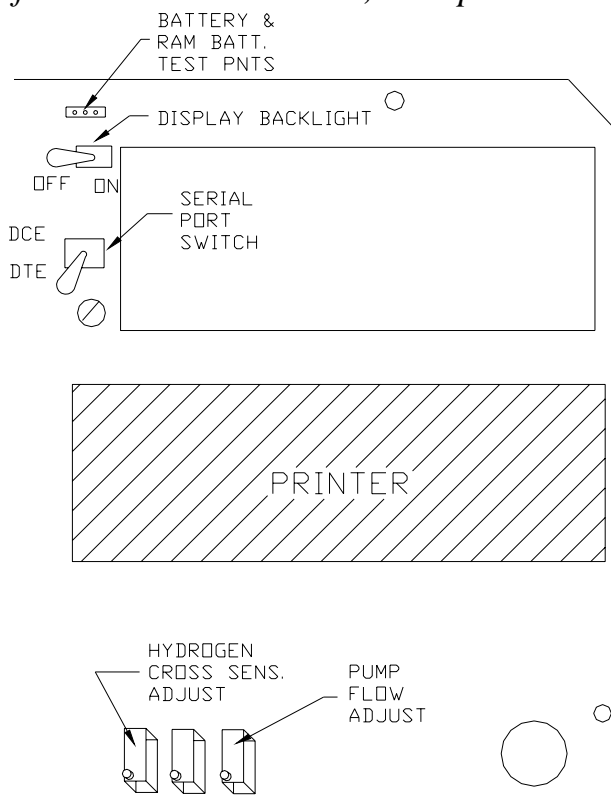 BATTERY &
RAM BATT.
TEST PNTS
DISPLAY BACKLIGHT
OFF ON
SERIAL
PORT
SWITCH
DCE
DTE
PRINTER
HYDROGEN
CROSS SENS.
ADJUST
PUMP
FLOW
ADJUST